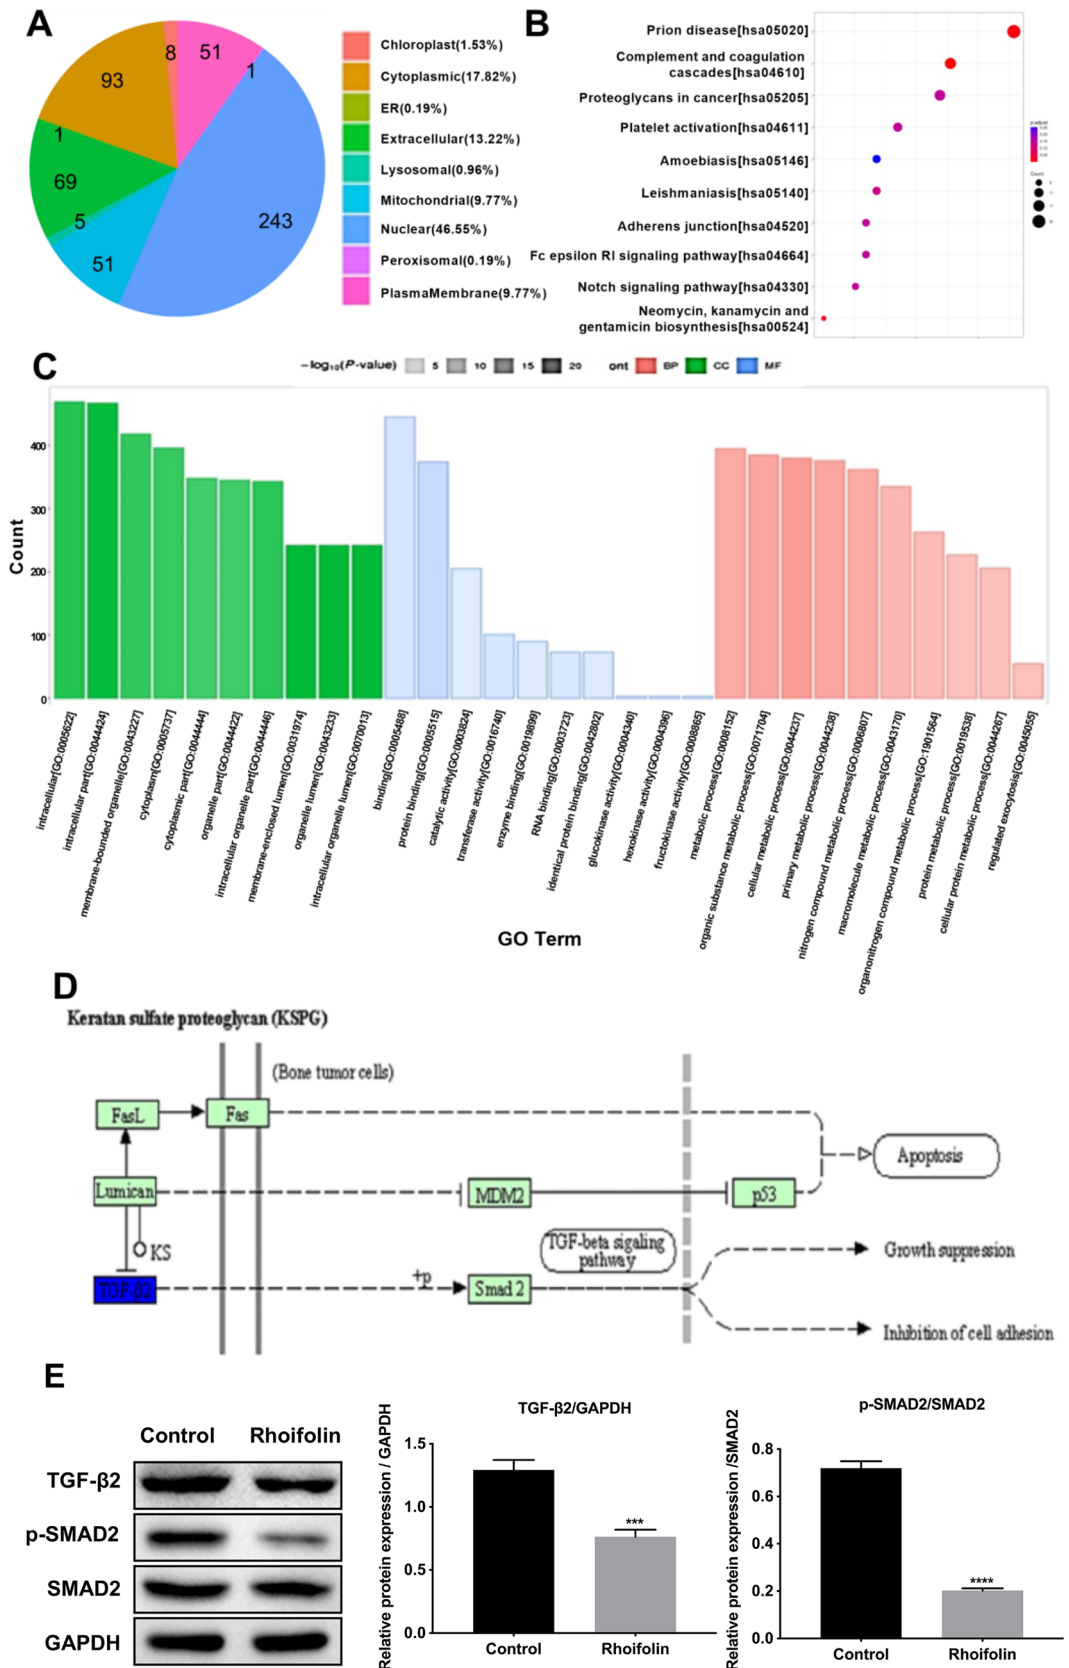 A
51
1
8
93
1
69
5
51
243
Chloroplast(1.53%)
Cytoplasmic(17.82%)
ER(0.19%)
Extracellular(13.22%)
Lysosomal(0.96%)
Mitochondrial(9.77%)
Nuclear(46.55%)
Peroxisomal(0.19%)
PlasmaMembrane(9.77%)
B
Prion disease[hsa05020]
Complement and coagulation
cascades[hsa04610]
Proteoglycans in cancer[hsa05205]
Platelet activation[hsa04611]
Amoebiasis[hsa05146]
Leishmaniasis[hsa05140]
Adherens junction[hsa04520]
Fc epsilon RI signaling pathway[hsa04664]
Notch signaling pathway[hsa04330]
Neomycin, kanamycin and
gentamicin biosynthesis[hsa00524]
p.adjust
Count
C
−log10(P-value) 5 10 15 20 ont BP CC MF
Count
400
300
200
100
0
intracellular[GO:0005622]
intracellular part[GO:0044424]
membrane-bounded organelle[GO:0043227]
cytoplasm[GO:0005737]
cytoplasmic part[GO:0044444]
organelle part[GO:0044422]
intracellular organelle part[GO:0044446]
membrane-enclosed lumen[GO:0031974]
organelle lumen[GO:0043233]
intracellular organelle lumen[GO:0070013]
binding[GO:0005488]
protein binding[GO:0005515]
catalytic activity[GO:0003824]
transferase activity[GO:0016740]
enzyme binding[GO:0019899]
RNA binding[GO:0003723]
identical protein binding[GO:0042802]
glucokinase activity[GO:0004340]
hexokinase activity[GO:0004396]
fructokinase activity[GO:0008865]
metabolic process[GO:0008152]
organic substance metabolic process[GO:0071704]
cellular metabolic process[GO:0044237]
primary metabolic process[GO:0044238]
nitrogen compound metabolic process[GO:0006807]
macromolecule metabolic process[GO:0043170]
organonitrogen compound metabolic process[GO:1901564]
protein metabolic process[GO:0019538]
cellular protein metabolic process[GO:0044267]
regulated exocytosis[GO:0045055]
GO Term
D
Keratan sulfate proteoglycan (KSPG)
(Bone tumor cells)
FasL
Fas
Apoptosis
Lumican
MDM2
p53
KS
TGF-beta sigaling
pathway
Growth suppression
TGF-β2
+p
Smad2
Inhibition of cell adhesion
E
Control Rhoifolin
TGF-β2
p-SMAD2
SMAD2
GAPDH
TGF-β2/GAPDH
Relative protein expression / GAPDH
1.5
1.0
0.5
0.0
***
Control Rhoifolin
p-SMAD2/SMAD2
Relative protein expression /SMAD2
0.8
0.6
0.4
0.2
0.0
****
Control Rhoifolin